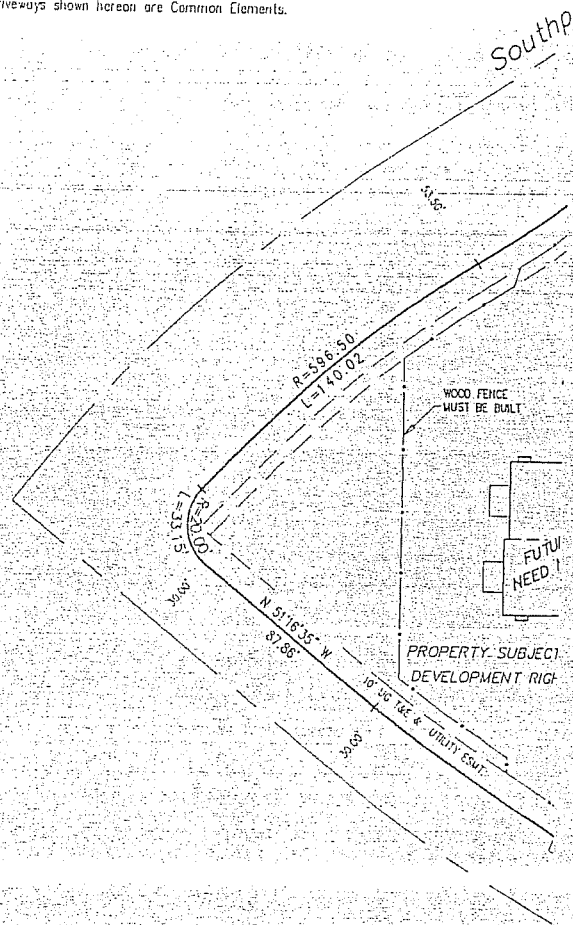 riveways shown hereon are Common Elements.
Southp
R=596.50
L=140.02
WOOD FENCE
MUST BE BUILT
R=20.00'
L=33.15'
30.00'
N 51°16'35" W
87.86'
FUTU
NEED
PROPERTY SUBJECT
DEVELOPMENT RIGH
10' UG T&E & UTILITY ESMT.
30.00'